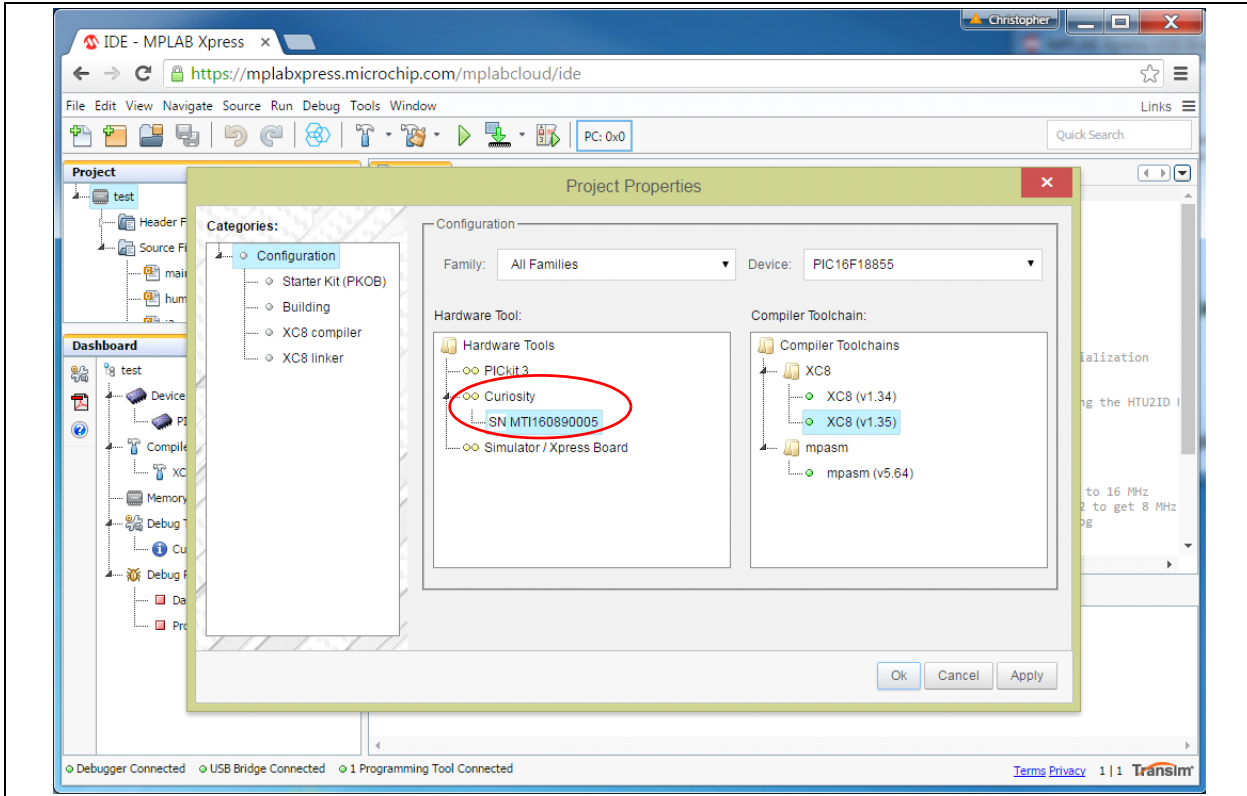 Christopher
IDE - MPLAB Xpress ×
https://mplabxpress.microchip.com/mplabcloud/ide
File Edit View Navigate Source Run Debug Tools Window Links
PC: 0x0 Quick Search
Project
test
Header F
Source Fi
mair
hum
Dashboard
test
Device
PI
Compile
XC
Memory
Debug T
Cu
Debug R
Da
Pro
Project Properties
Categories:
Configuration
Starter Kit (PKOB)
Building
XC8 compiler
XC8 linker
Configuration
Family: All Families Device: PIC16F18855
Hardware Tool: Compiler Toolchain:
Hardware Tools
PICkit 3
Curiosity
SN MTI160890005
Simulator / Xpress Board
Compiler Toolchains
XC8
XC8 (v1.34)
XC8 (v1.35)
mpasm
mpasm (v5.64)
Ok Cancel Apply
ialization
ng the HTU2ID
to 16 MHz
2 to get 8 MHz
og
Debugger Connected USB Bridge Connected 1 Programming Tool Connected Terms Privacy 1|1 Transim